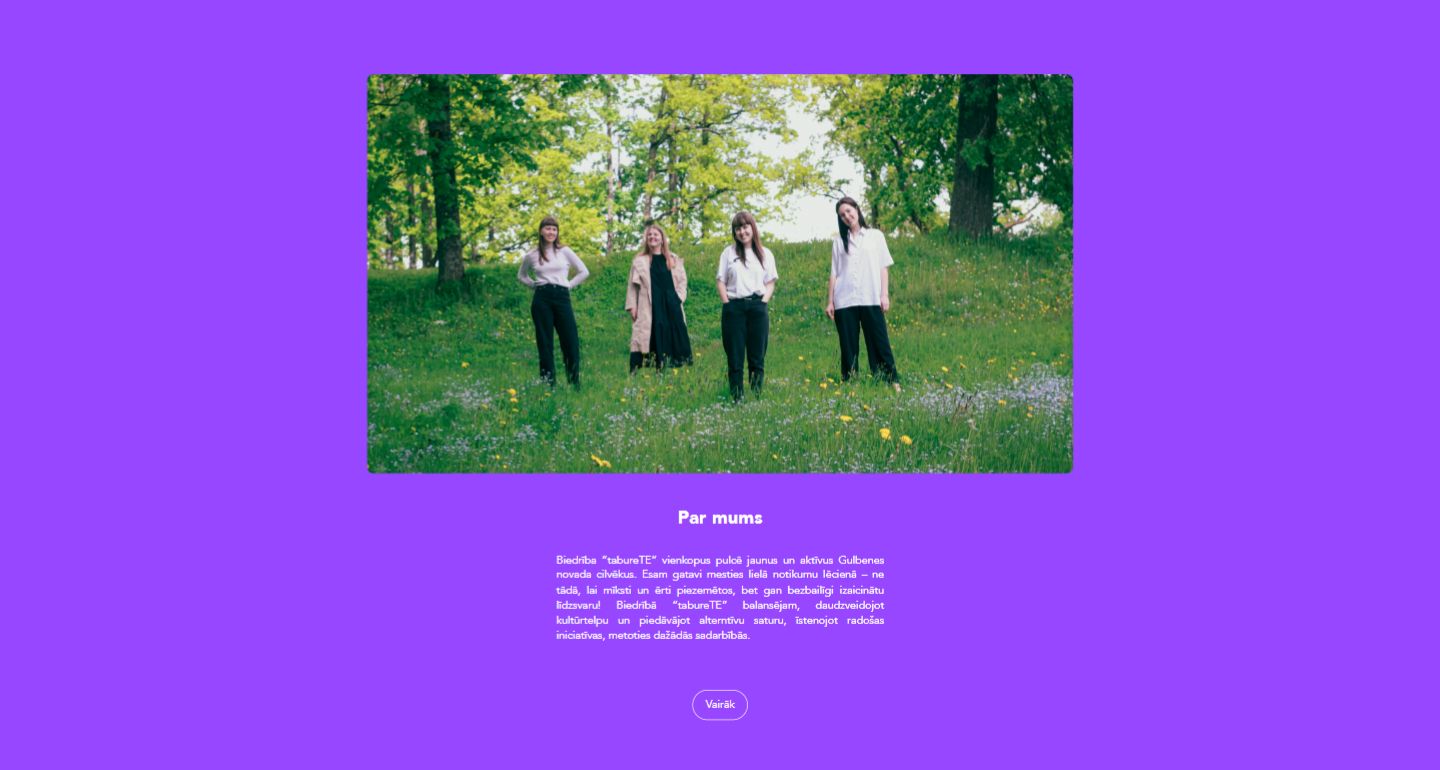 Par mums
Biedrība “tabureTE” vienkopus pulcē jaunus un aktīvus Gulbenes
novada cilvēkus. Esam gatavi mesties lielā notikumu lēcienā – ne
tādā, lai mīksti un ērti piezemētos, bet gan bezbailīgi izaicinātu
līdzsvaru! Biedrībā “tabureTE” balansējam, daudzveidojot
kultūrtelpu un piedāvājot alterntīvu saturu, īstenojot radošas
iniciatīvas, metoties dažādās sadarbībās.
Vairāk